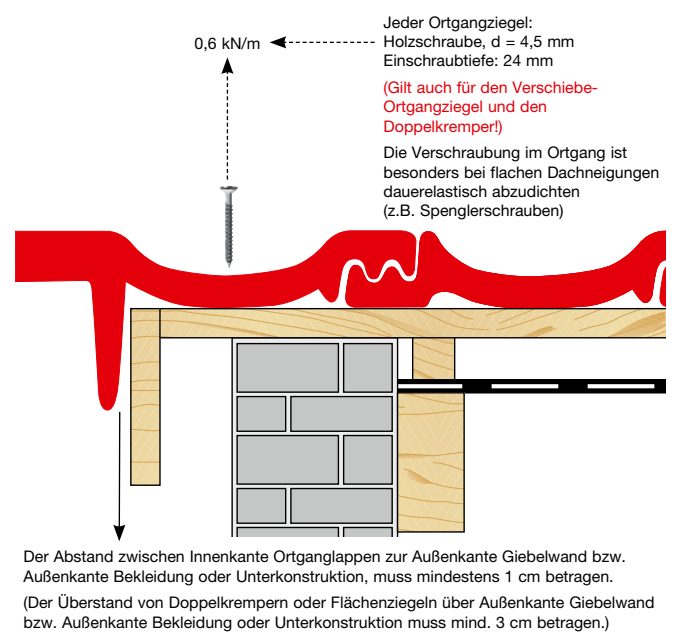 Jeder Ortgangziegel:
0,6 kN/m
Holzschraube, d = 4,5 mm
Einschraubtiefe: 24 mm
(Gilt auch für den Verschiebe-
Ortgangziegel und den
Doppelkremper!)
Die Verschraubung im Ortgang ist
besonders bei flachen Dachneigungen
dauerelastisch abzudichten
(z.B. Spenglerschrauben)
Der Abstand zwischen Innenkante Ortganglappen zur Außenkante Giebelwand bzw.
Außenkante Bekleidung oder Unterkonstruktion, muss mindestens 1 cm betragen.
(Der Überstand von Doppelkrempern oder Flächenziegeln über Außenkante Giebelwand
bzw. Außenkante Bekleidung oder Unterkonstruktion muss mind. 3 cm betragen.)